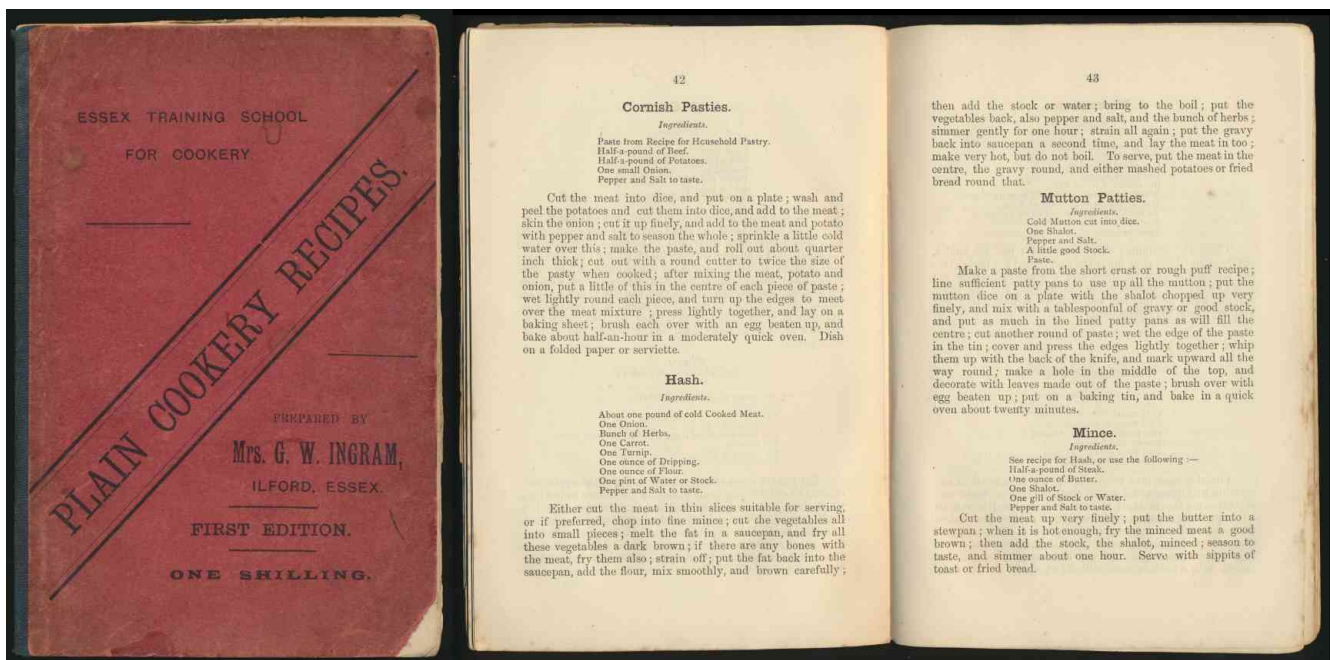 ESSEX TRAINING SCHOOL
FOR COOKERY.
PLAIN COOKERY RECIPES.
PREPARED BY
Mrs. G. W. INGRAM,
ILFORD, ESSEX.
FIRST EDITION.
ONE SHILLING.
42
Cornish Pasties.
Ingredients.
Paste from Recipe for Household Pastry.
Half-a-pound of Beef.
Half-a-pound of Potatoes.
One small Onion.
Pepper and Salt to taste.
Cut the meat into dice, and put on a plate ; wash and
peel the potatoes and cut them into dice, and add to the meat ;
skin the onion ; cut it up finely, and add to the meat and potato
with pepper and salt to season the whole ; sprinkle a little cold
water over this ; make the paste, and roll out about quarter
inch thick ; cut out with a round cutter to twice the size of
the pasty when cooked ; after mixing the meat, potato and
onion, put a little of this in the centre of each piece of paste ;
wet lightly round each piece, and turn up the edges to meet
over the meat mixture ; press lightly together, and lay on a
baking sheet ; brush each over with an egg beaten up, and
bake about half-an-hour in a moderately quick oven. Dish
on a folded paper or serviette.
Hash.
Ingredients.
About one pound of cold Cooked Meat.
One Onion.
Bunch of Herbs.
One Carrot.
One Turnip.
One ounce of Dripping.
One ounce of Flour.
One pint of Water or Stock.
Pepper and Salt to taste.
Either cut the meat in thin slices suitable for serving,
or if preferred, chop into fine mince ; cut the vegetables all
into small pieces ; melt the fat in a saucepan, and fry all
these vegetables a dark brown ; if there are any bones with
the meat, fry them also ; strain off ; put the fat back into the
saucepan, add the flour, mix smoothly, and brown carefully ;
43
then add the stock or water ; bring to the boil ; put the
vegetables back, also pepper and salt, and the bunch of herbs ;
simmer gently for one hour ; strain all again ; put the gravy
back into saucepan a second time, and lay the meat in too ;
make very hot, but do not boil. To serve, put the meat in the
centre, the gravy round, and either mashed potatoes or fried
bread round that.
Mutton Patties.
Ingredients.
Cold Mutton cut into dice.
One Shalot.
Pepper and Salt.
A little good Stock.
Paste.
Make a paste from the short crust or rough puff recipe ;
line sufficient patty pans to use up all the mutton ; put the
mutton dice on a plate with the shalot chopped up very
finely, and mix with a tablespoonful of gravy or good stock,
and put as much in the lined patty pans as will fill the
centre ; cut another round of paste ; wet the edge of the paste
in the tin ; cover and press the edges lightly together ; whip
them up with the back of the knife, and mark upward all the
way round ; make a hole in the middle of the top, and
decorate with leaves made out of the paste ; brush over with
egg beaten up ; put on a baking tin, and bake in a quick
oven about twenty minutes.
Mince.
Ingredients.
See recipe for Hash, or use the following :—
Half-a-pound of Steak.
One ounce of Butter.
One Shalot.
One gill of Stock or Water.
Pepper and Salt to taste.
Cut the meat up very finely ; put the butter into a
stewpan ; when it is hot enough, fry the minced meat a good
brown ; then add the stock, the shalot, minced ; season to
taste, and simmer about one hour. Serve with sippits of
toast or fried bread.